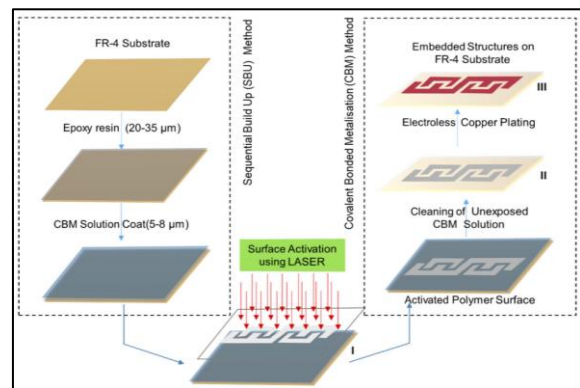 FR-4 Substrate
Epoxy resin (20-35 μm)
CBM Solution Coat(5-8 μm)
Sequential Build Up (SBU) Method
Surface Activation
using LASER
I
Covalent Bonded Metalisation (CBM) Method
Embedded Structures on
FR-4 Substrate
III
Electroless Copper Plating
II
Cleaning of Unexposed
CBM Solution
Activated Polymer Surface